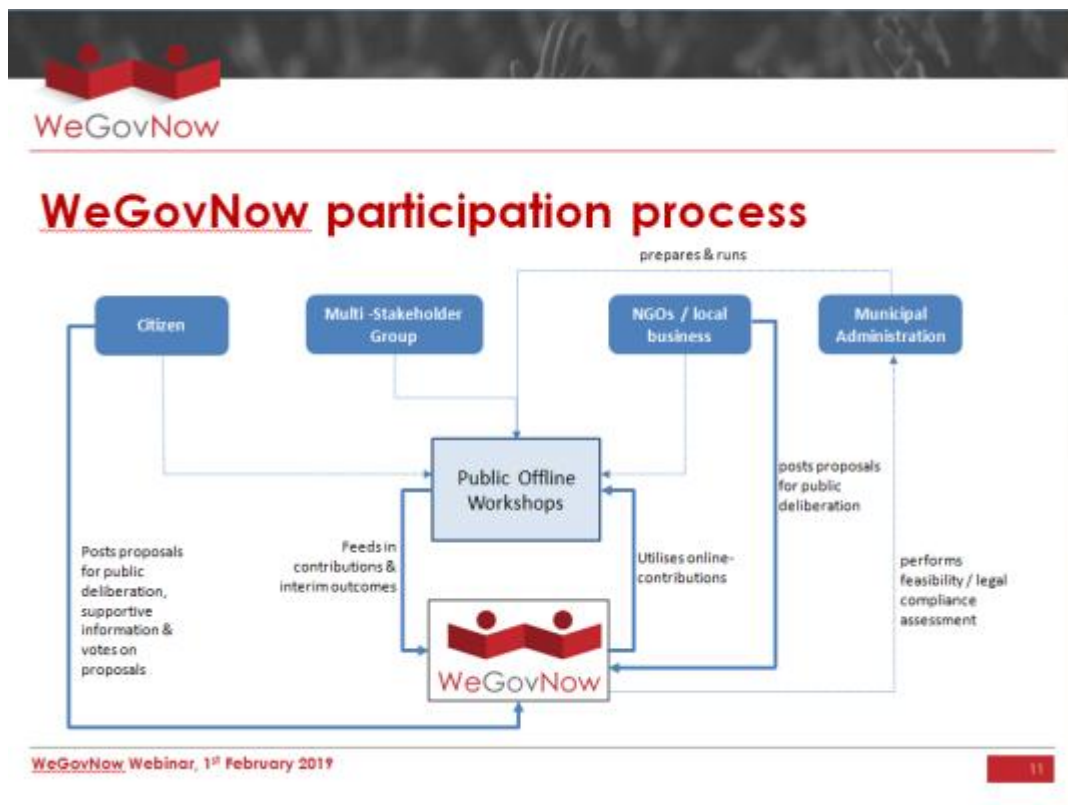 WeGovNow
WeGovNow participation process
prepares & runs
Citizen
Multi -Stakeholder
Group
NGOs / local
business
Municipal
Administration
Public Offline
Workshops
posts proposals
for public
deliberation
Posts proposals
for public
deliberation,
supportive
information &
votes on
proposals
Feeds in
contributions &
interim outcomes
Utilises online-
contributions
performs
feasibility / legal
compliance
assessment
WeGovNow
WeGovNow Webinar, 1st February 2019
11